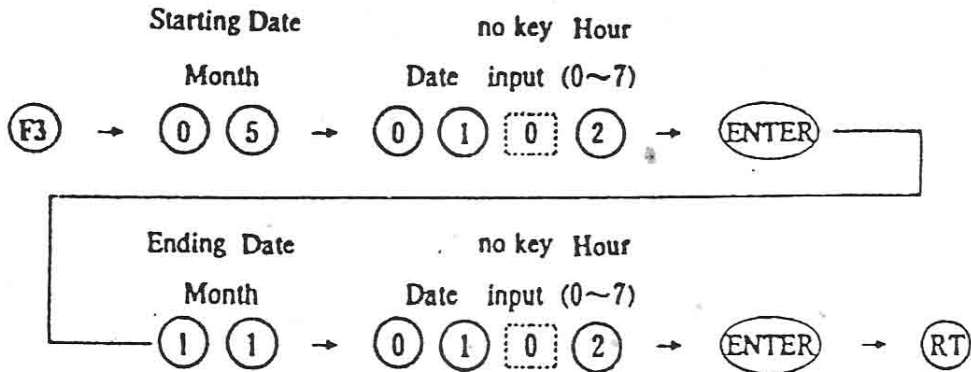 Starting Date no key Hour
Month Date input (0~7)
F3 → 0 5 → 0 1 0 2 → ENTER
Ending Date no key Hour
Month Date input (0~7)
1 1 → 0 1 0 2 → ENTER → RT